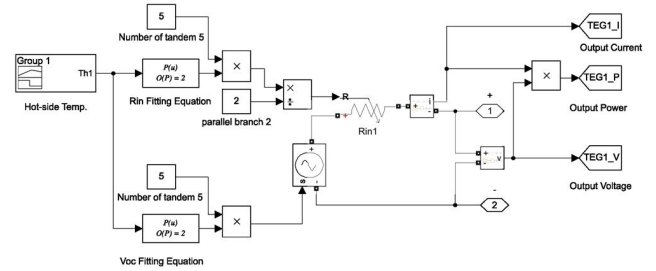 5
Number of tandem 5
TEG1_I
Output Current
Group 1
Th1
Hot-side Temp.
P(u)
O(P) = 2
Rin Fitting Equation
×
×
÷
2
parallel branch 2
R
+
Rin1
+
i
-
+
1
×
TEG1_P
Output Power
+
-
v
TEG1_V
Output Voltage
+
s
-
-
2
5
Number of tandem 5
P(u)
O(P) = 2
Voc Fitting Equation
×